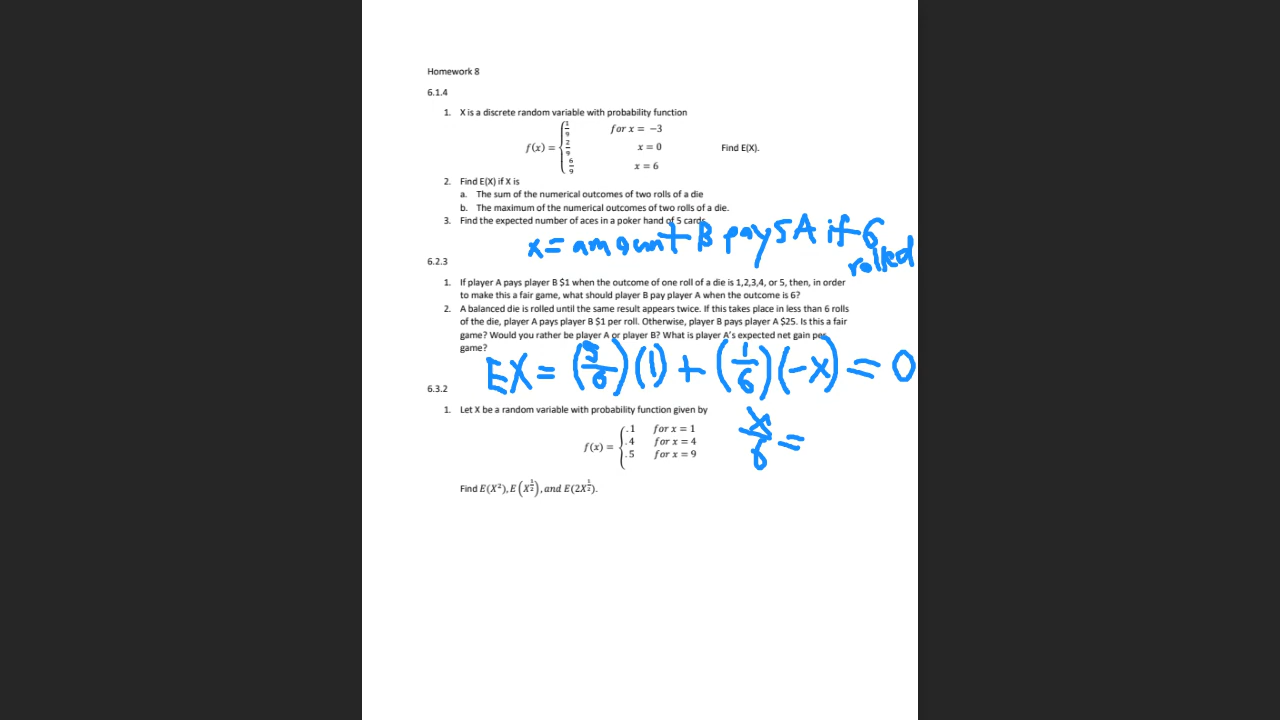 Homework 8
6.1.4
1. X is a discrete random variable with probability function
f(x) = { 1/9 for x = −3
2/9 x = 0
6/9 x = 6
Find E(X).
2. Find E(X) if X is
a. The sum of the numerical outcomes of two rolls of a die
b. The maximum of the numerical outcomes of two rolls of a die.
3. Find the expected number of aces in a poker hand of 5 cards
x = amount B pays A if 6
rolled
6.2.3
1. If player A pays player B $1 when the outcome of one roll of a die is 1,2,3,4, or 5, then, in order
to make this a fair game, what should player B pay player A when the outcome is 6?
2. A balanced die is rolled until the same result appears twice. If this takes place in less than 6 rolls
of the die, player A pays player B $1 per roll. Otherwise, player B pays player A $25. Is this a fair
game? Would you rather be player A or player B? What is player A's expected net gain per
game?
EX = (5/6)(1) + (1/6)(−x) = 0
x/6 =
6.3.2
1. Let X be a random variable with probability function given by
f(x) = { .1 for x = 1
.4 for x = 4
.5 for x = 9
Find E(X²), E(X^(1/2)), and E(2X^(1/2)).